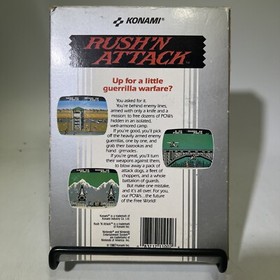 KONAMI
RUSH'N
ATTACK
Up for a little
guerrilla warfare?
You asked for it.
You're behind enemy lines,
armed with only a knife and a
mission to free dozens of POWs
hidden in an isolated,
well-armored camp.
If you're good, you'll pick
off the heavily armed enemy
guerrillas, one by one, and
grab their bazookas and
hand grenades.
If you're great, you'll turn
their weapons against them,
to blow away a pack of
attack dogs, a fleet of
choppers, and a whole
battalion of guards.
But make one mistake,
and it's all over. For you,
our POWs...the future of
the Free World!